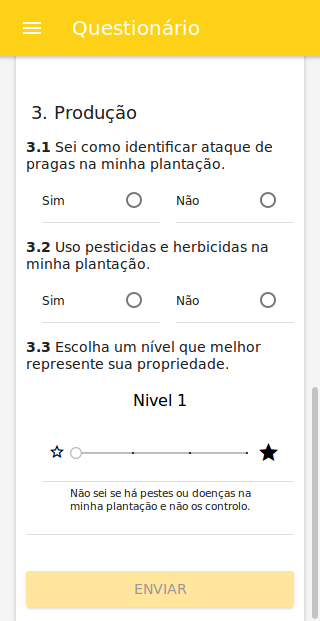 Questionário
3. Produção
3.1 Sei como identificar ataque de
pragas na minha plantação.
Sim Não
3.2 Uso pesticidas e herbicidas na
minha plantação.
Sim Não
3.3 Escolha um nível que melhor
represente sua propriedade.
Nivel 1
Não sei se há pestes ou doenças na
minha plantação e não os controlo.
ENVIAR